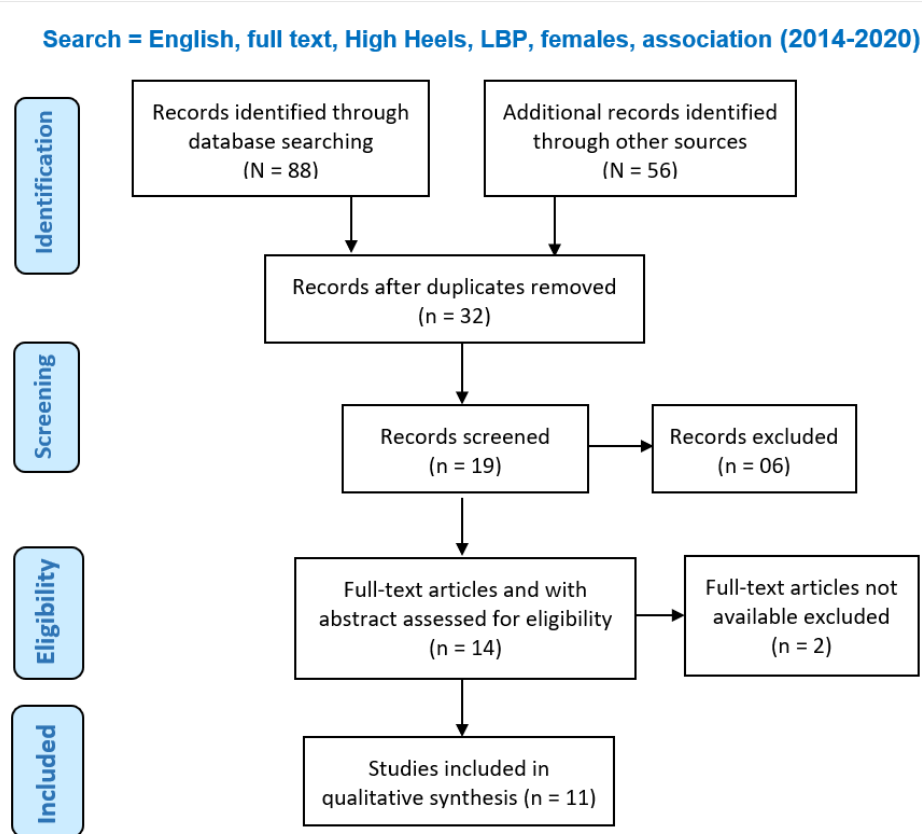 Search = English, full text, High Heels, LBP, females, association (2014-2020)
Identification
Records identified through
database searching
(N = 88)
Additional records identified
through other sources
(N = 56)
Records after duplicates removed
(n = 32)
Screening
Records screened
(n = 19)
Records excluded
(n = 06)
Eligibility
Full-text articles and with
abstract assessed for eligibility
(n = 14)
Full-text articles not
available excluded
(n = 2)
Included
Studies included in
qualitative synthesis (n = 11)